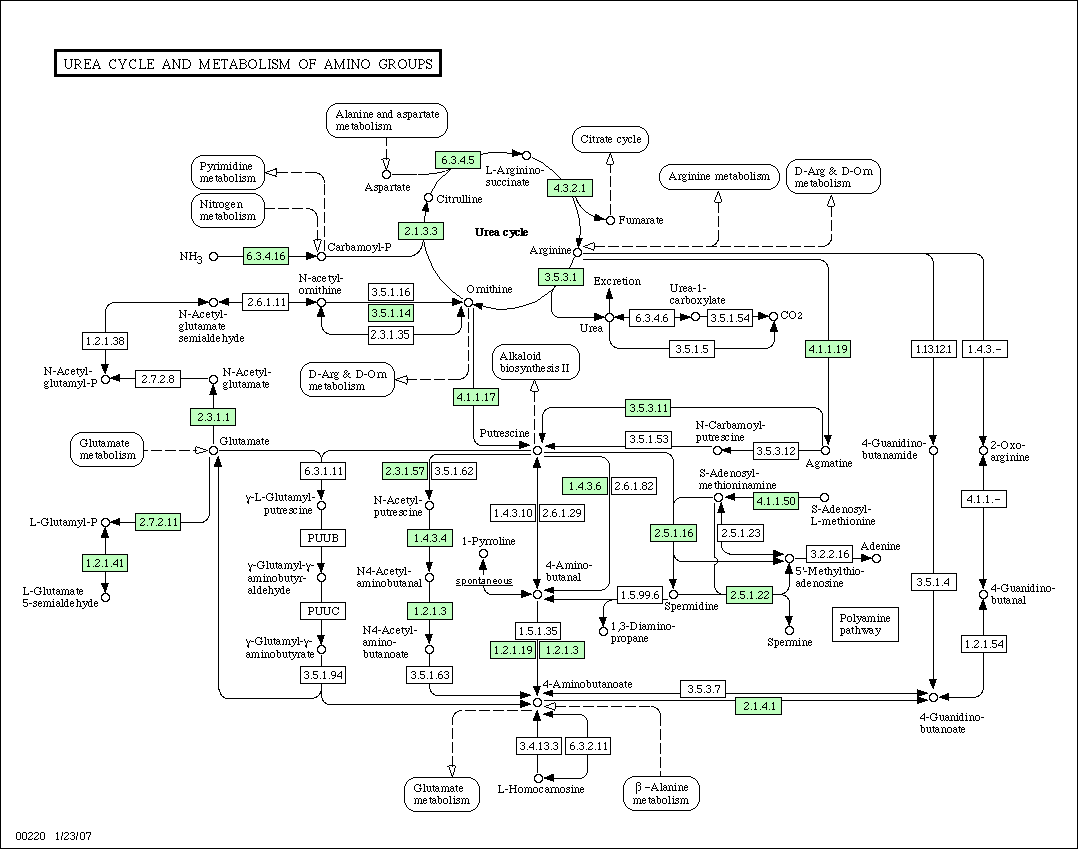 UREA CYCLE AND METABOLISM OF AMINO GROUPS
Alanine and aspartate
metabolism
Citrate cycle
6.3.4.5
L-Arginino-
succinate
Pyrimidine
metabolism
Aspartate
4.3.2.1
Arginine metabolism
D-Arg & D-Orn
metabolism
Citrulline
Nitrogen
metabolism
Fumarate
2.1.3.3
Urea cycle
NH3
6.3.4.16
Carbamoyl-P
Arginine
3.5.3.1
N-acetyl-
ornithine
Ornithine
Excretion
Urea-1-
carboxylate
2.6.1.11
3.5.1.16
3.5.1.14
2.3.1.35
N-Acetyl-
glutamate
semialdehyde
Urea
6.3.4.6
3.5.1.54
CO2
1.2.1.38
3.5.1.5
4.1.1.19
1.13.12.1
1.4.3.-
Alkaloid
biosynthesis II
N-Acetyl-
glutamyl-P
2.7.2.8
N-Acetyl-
glutamate
D-Arg & D-Orn
metabolism
4.1.1.17
2.3.1.1
3.5.3.11
Glutamate
metabolism
Glutamate
Putrescine
3.5.1.53
N-Carbamoyl-
putrescine
3.5.3.12
Agmatine
4-Guanidino-
butanamide
2-Oxo-
arginine
6.3.1.11
2.3.1.57
3.5.1.62
1.4.3.6
2.6.1.82
S-Adenosyl-
methioninamine
4.1.1.50
S-Adenosyl-
L-methionine
4.1.1.-
γ-L-Glutamyl-
putrescine
N-Acetyl-
putrescine
1.4.3.10
2.6.1.29
L-Glutamyl-P
2.7.2.11
2.5.1.16
2.5.1.23
PUUB
1.4.3.4
1-Pyrroline
3.2.2.16
Adenine
1.2.1.41
γ-Glutamyl-γ-
aminobutyr-
aldehyde
N4-Acetyl-
aminobutanal
spontaneous
4-Amino-
butanal
5'-Methylthio-
adenosine
3.5.1.4
L-Glutamate
5-semialdehyde
1.5.99.6
Spermidine
2.5.1.22
4-Guanidino-
butanal
PUUC
1.2.1.3
1,3-Diamino-
propane
Spermine
Polyamine
pathway
γ-Glutamyl-γ-
aminobutyrate
N4-Acetyl-
amino-
butanoate
1.5.1.35
1.2.1.19
1.2.1.3
1.2.1.54
3.5.1.94
3.5.1.63
4-Aminobutanoate
3.5.3.7
2.1.4.1
4-Guanidino-
butanoate
3.4.13.3
6.3.2.11
Glutamate
metabolism
L-Homocarnosine
β-Alanine
metabolism
00220 1/23/07